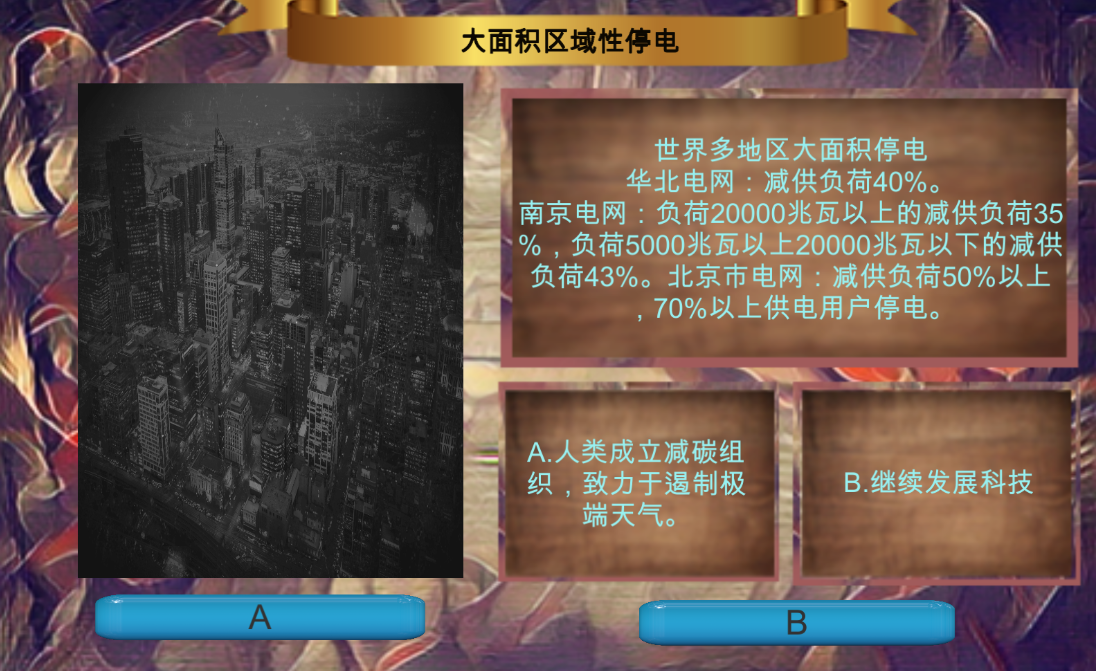 大面积区域性停电
世界多地区大面积停电
华北电网：减供负荷40%。
南京电网：负荷20000兆瓦以上的减供负荷35
%，负荷5000兆瓦以上20000兆瓦以下的减供
负荷43%。北京市电网：减供负荷50%以上
，70%以上供电用户停电。
A.人类成立减碳组
织，致力于遏制极
端天气。
B.继续发展科技
A
B